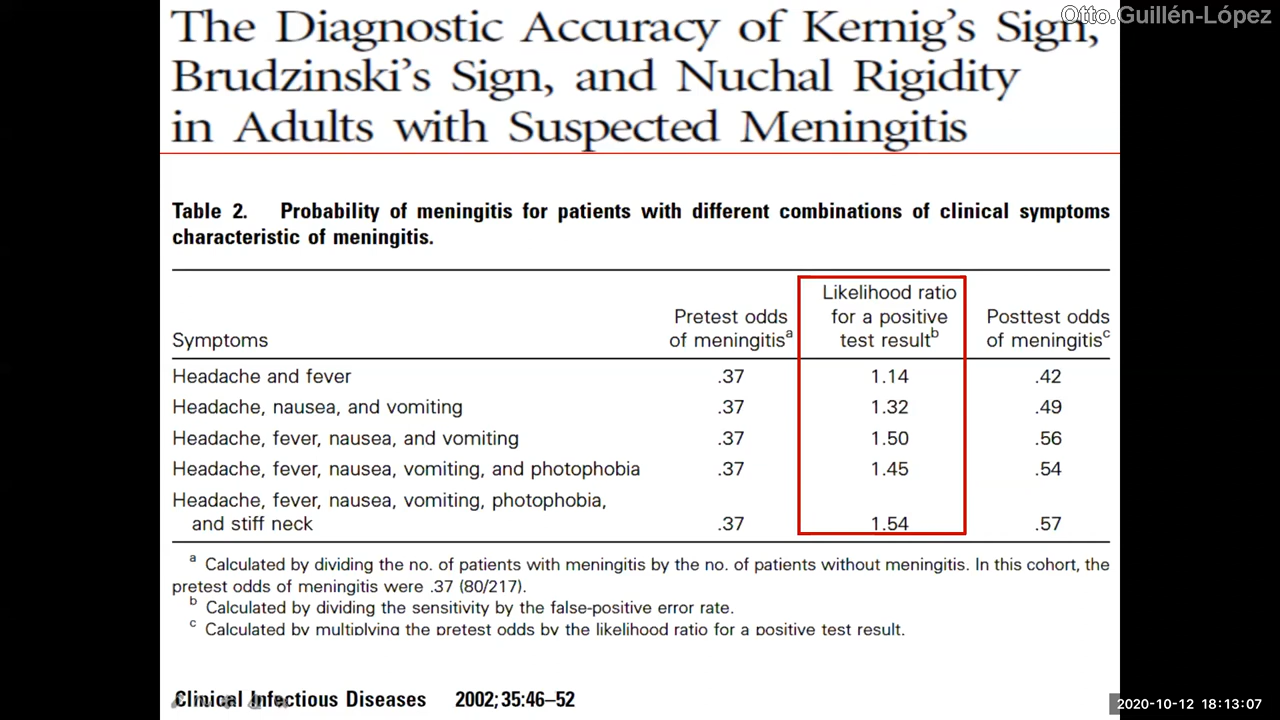 Otto.Guillén-López
The Diagnostic Accuracy of Kernig's Sign,
Brudzinski's Sign, and Nuchal Rigidity
in Adults with Suspected Meningitis
Table 2. Probability of meningitis for patients with different combinations of clinical symptoms
characteristic of meningitis.
Symptoms Pretest odds of meningitisᵃ Likelihood ratio for a positive test resultᵇ Posttest odds of meningitisᶜ
Headache and fever .37 1.14 .42
Headache, nausea, and vomiting .37 1.32 .49
Headache, fever, nausea, and vomiting .37 1.50 .56
Headache, fever, nausea, vomiting, and photophobia .37 1.45 .54
Headache, fever, nausea, vomiting, photophobia,
and stiff neck .37 1.54 .57
ᵃ Calculated by dividing the no. of patients with meningitis by the no. of patients without meningitis. In this cohort, the
pretest odds of meningitis were .37 (80/217).
ᵇ Calculated by dividing the sensitivity by the false-positive error rate.
ᶜ Calculated by multiplying the pretest odds by the likelihood ratio for a positive test result.
Clinical Infectious Diseases 2002; 35:46–52
2020-10-12 18:13:07